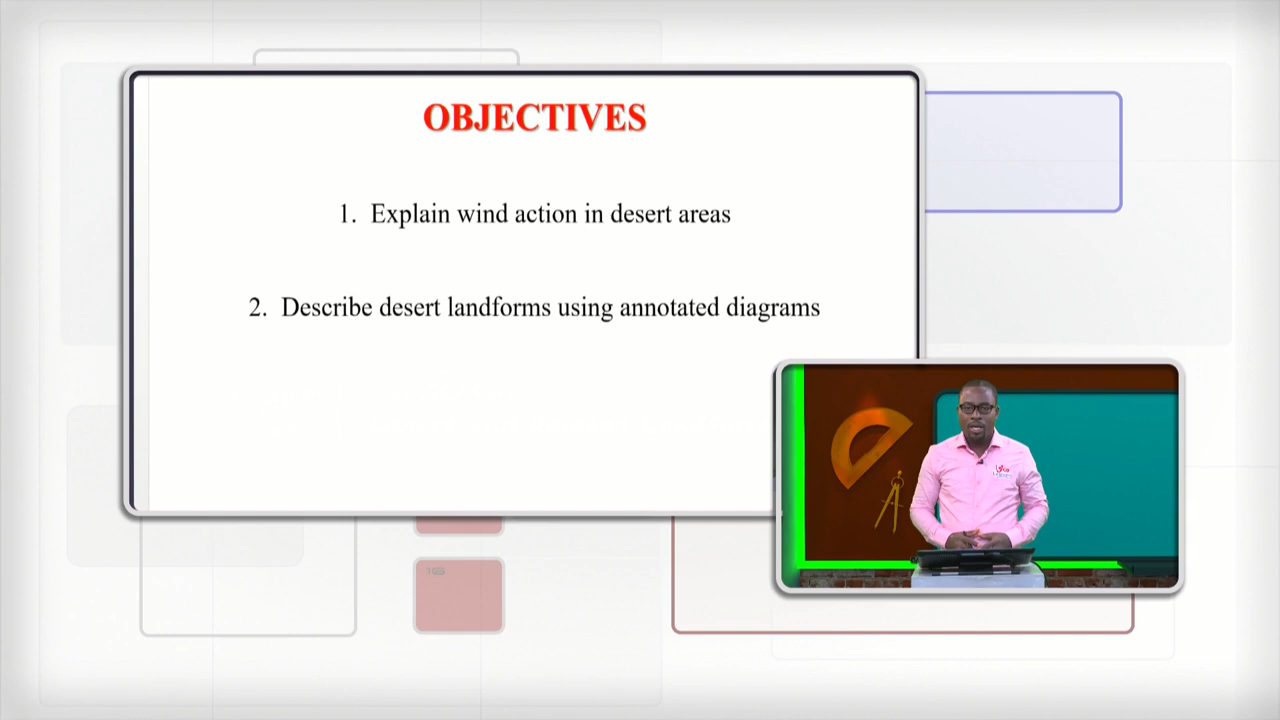 OBJECTIVES
1. Explain wind action in desert areas
2. Describe desert landforms using annotated diagrams